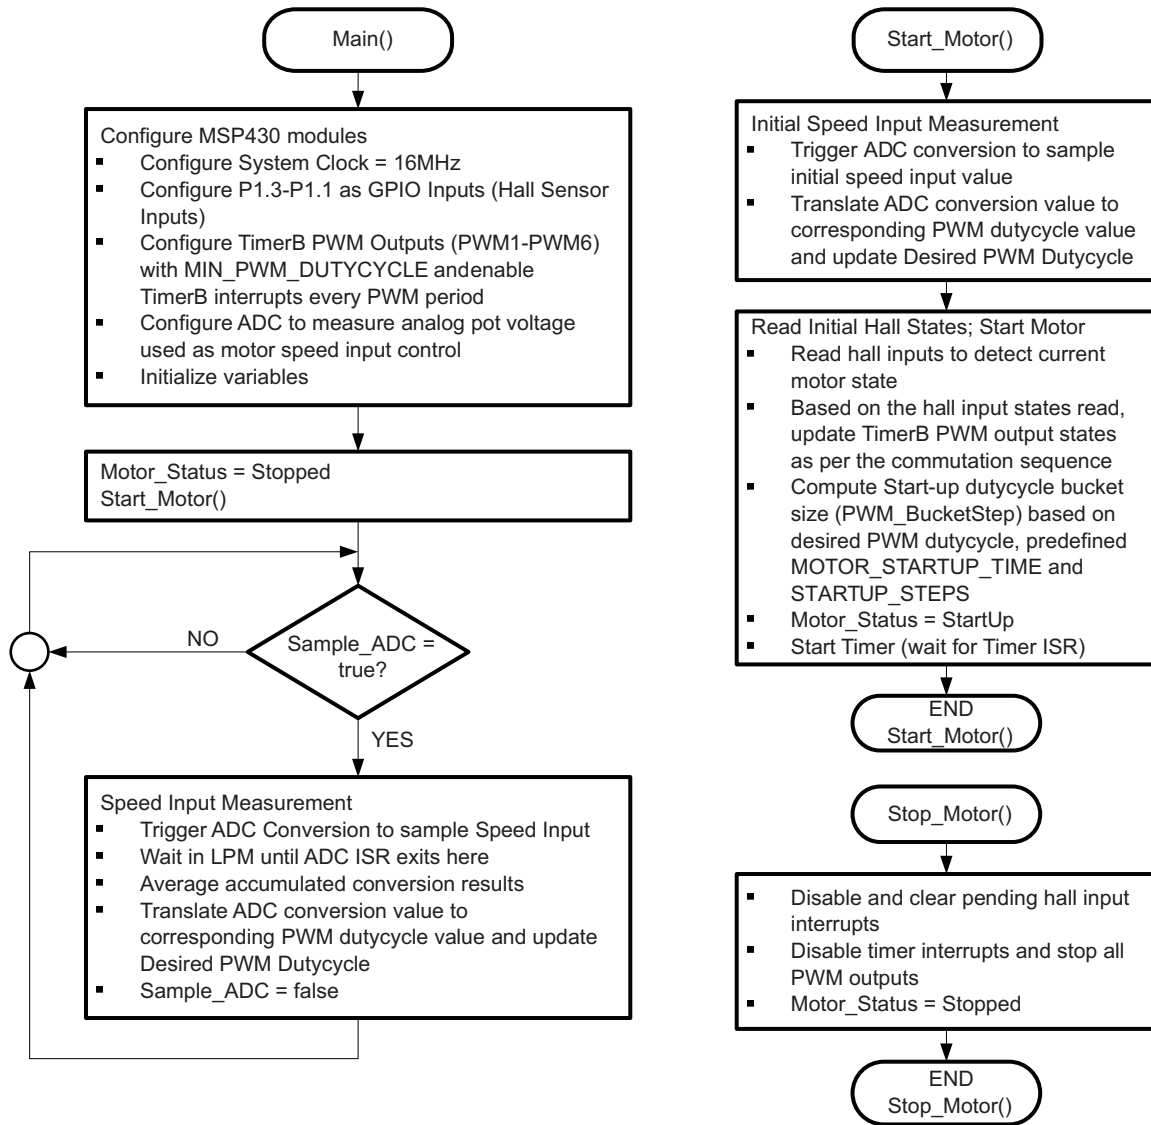 Main()
Configure MSP430 modules
▪ Configure System Clock = 16MHz
▪ Configure P1.3-P1.1 as GPIO Inputs (Hall Sensor
Inputs)
▪ Configure TimerB PWM Outputs (PWM1-PWM6)
with MIN_PWM_DUTYCYCLE andenable
TimerB interrupts every PWM period
▪ Configure ADC to measure analog pot voltage
used as motor speed input control
▪ Initialize variables
Motor_Status = Stopped
Start_Motor()
Sample_ADC =
true?
NO
YES
Speed Input Measurement
▪ Trigger ADC Conversion to sample Speed Input
▪ Wait in LPM until ADC ISR exits here
▪ Average accumulated conversion results
▪ Translate ADC conversion value to
corresponding PWM dutycycle value and update
Desired PWM Dutycycle
▪ Sample_ADC = false
Start_Motor()
Initial Speed Input Measurement
▪ Trigger ADC conversion to sample
initial speed input value
▪ Translate ADC conversion value to
corresponding PWM dutycycle value
and update Desired PWM Dutycycle
Read Initial Hall States; Start Motor
▪ Read hall inputs to detect current
motor state
▪ Based on the hall input states read,
update TimerB PWM output states
as per the commutation sequence
▪ Compute Start-up dutycycle bucket
size (PWM_BucketStep) based on
desired PWM dutycycle, predefined
MOTOR_STARTUP_TIME and
STARTUP_STEPS
▪ Motor_Status = StartUp
▪ Start Timer (wait for Timer ISR)
END
Start_Motor()
Stop_Motor()
▪ Disable and clear pending hall input
interrupts
▪ Disable timer interrupts and stop all
PWM outputs
▪ Motor_Status = Stopped
END
Stop_Motor()